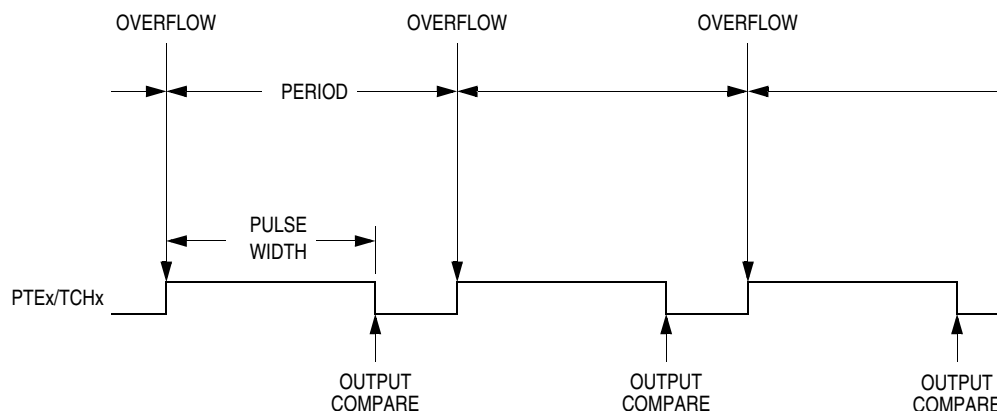 OVERFLOW
OVERFLOW
OVERFLOW
PERIOD
PULSE
WIDTH
PTEx/TCHx
OUTPUT
COMPARE
OUTPUT
COMPARE
OUTPUT
COMPARE